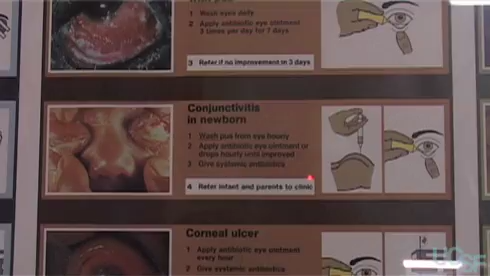 1 Wash eyes daily
2 Apply antibiotic eye ointment
3 times per day for 7 days
3 Refer if no improvement in 3 days
Conjunctivitis
in newborn
1 Wash pus from eye hourly
2 Apply antibiotic eye ointment or
drops hourly until improved
3 Give systemic antibiotics
4 Refer infant and parents to clinic
Corneal ulcer
1 Apply antibiotic eye ointment
every hour
2 Give systemic antibiotics